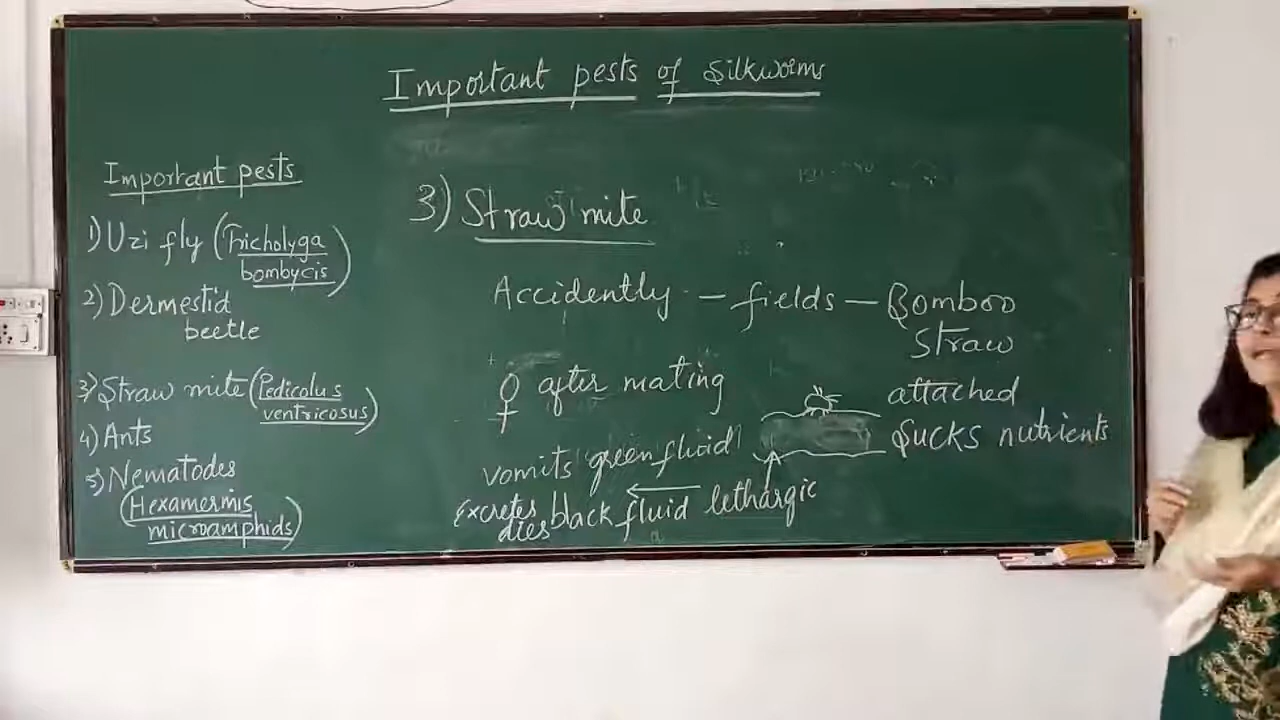 Important pests of Silkworms
Important pests
1) Uzi fly (Tricholyga
bombycis)
2) Dermestid
beetle
3) Straw mite (Pedicolus
ventricosus)
4) Ants
5) Nematodes
(Hexamermis
microamphids)
3) Straw mite
Accidently - fields - Bomboo
Straw
♀ after mating
attached
Sucks nutrients
vomits green fluid
lethargic
Excretes black fluid
dies